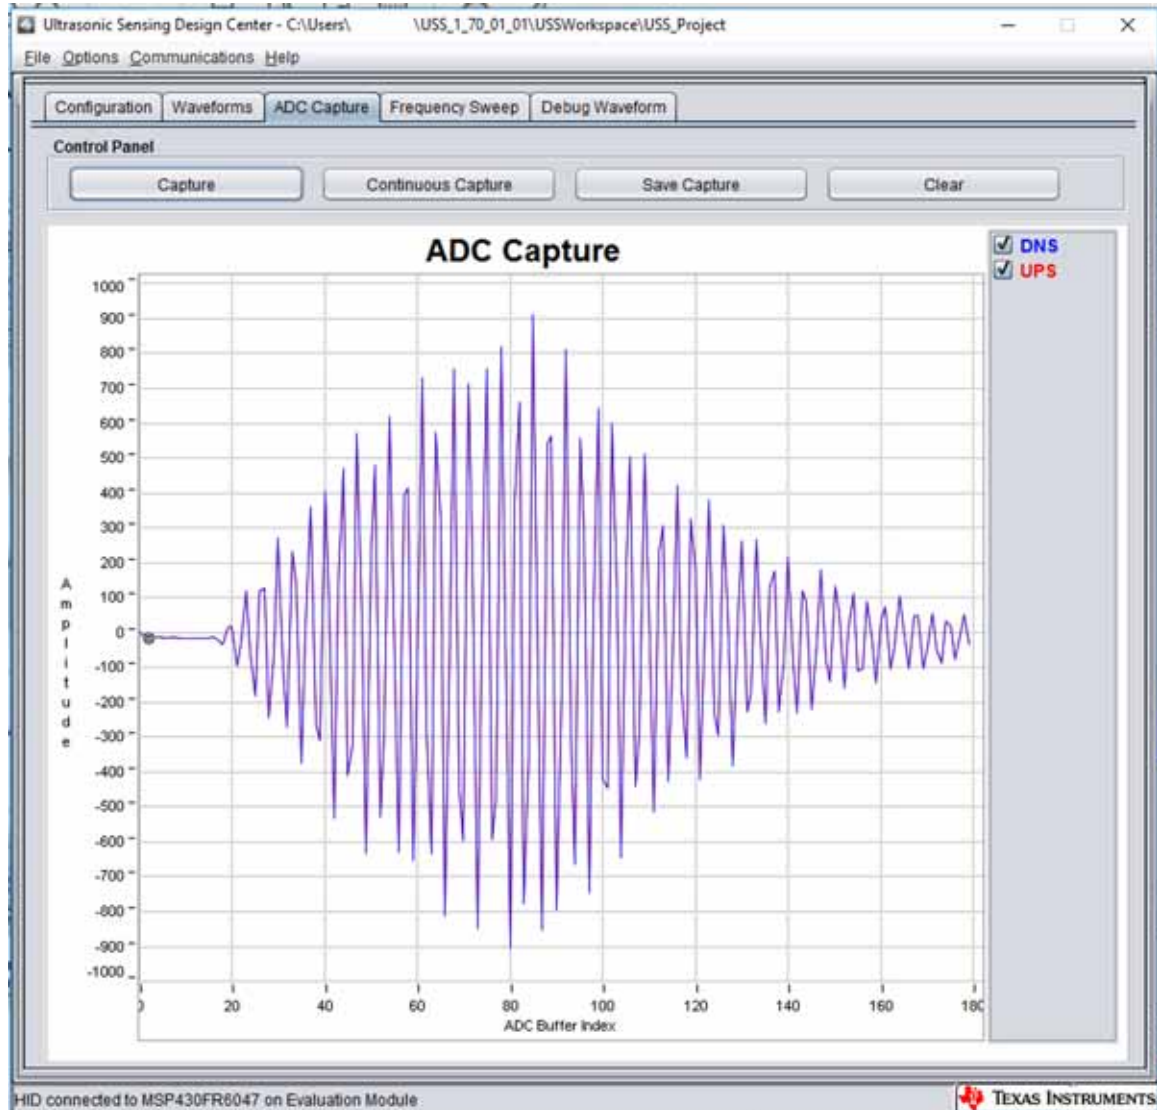 Ultrasonic Sensing Design Center - C:\Users\ \USS_1_70_01_01\USSWorkspace\USS_Project
File Options Communications Help
Configuration Waveforms ADC Capture Frequency Sweep Debug Waveform
Control Panel
Capture Continuous Capture Save Capture Clear
ADC Capture
DNS
UPS
1000
900
800
700
600
500
400
300
200
100
0
-100
-200
-300
-400
-500
-600
-700
-800
-900
-1000
Amplitude
20 40 60 80 100 120 140 160
ADC Buffer Index
HID connected to MSP430FR6047 on Evaluation Module
TEXAS INSTRUMENTS